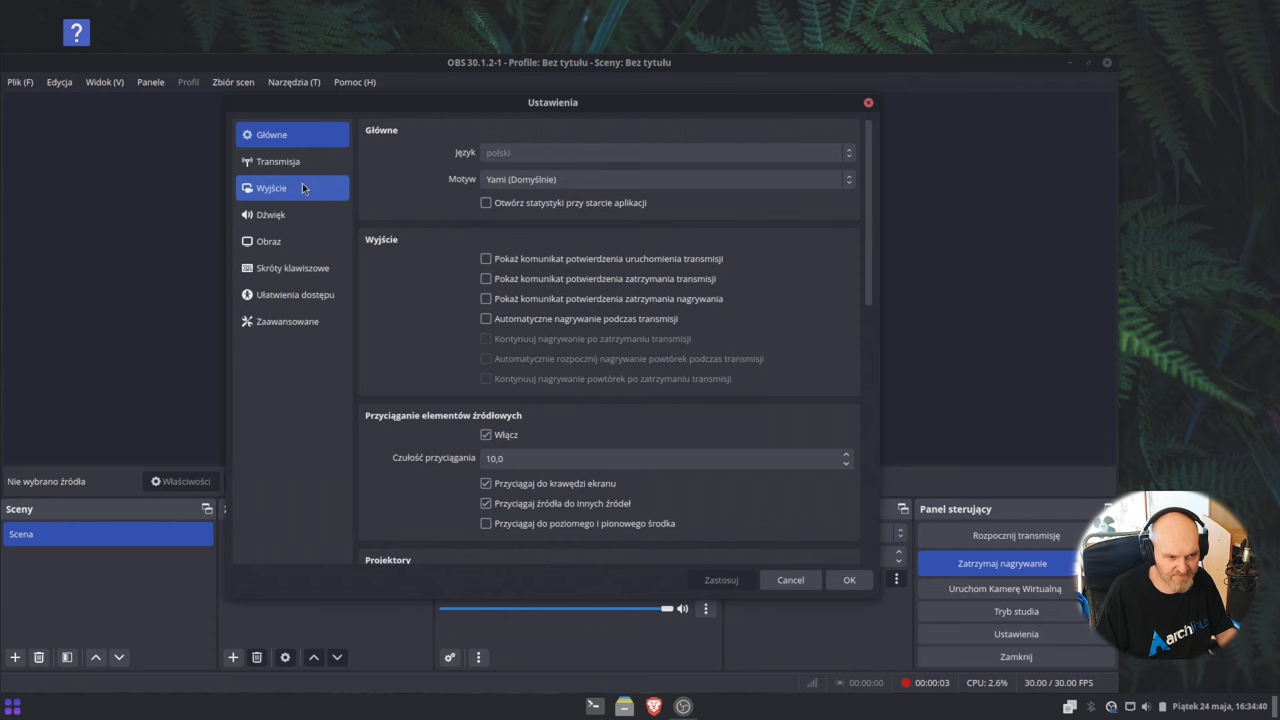 ?
OBS 30.1.2-1 - Profile: Bez tytułu - Sceny: Bez tytułu
Plik (F) Edycja Widok (V) Panele Profil Zbiór scen Narzędzia (T) Pomoc (H)
Ustawienia
Główne
Transmisja
Wyjście
Dźwięk
Obraz
Skróty klawiszowe
Ułatwienia dostępu
Zaawansowane
Główne
Język polski
Motyw Yami (Domyślnie)
Otwórz statystyki przy starcie aplikacji
Wyjście
Pokaż komunikat potwierdzenia uruchomienia transmisji
Pokaż komunikat potwierdzenia zatrzymania transmisji
Pokaż komunikat potwierdzenia zatrzymania nagrywania
Automatyczne nagrywanie podczas transmisji
Kontynuuj nagrywanie po zatrzymaniu transmisji
Automatycznie rozpocznij nagrywanie powtórek podczas transmisji
Kontynuuj nagrywanie powtórek po zatrzymaniu transmisji
Przyciąganie elementów źródłowych
Włącz
Czułość przyciągania 10,0
Przyciągaj do krawędzi ekranu
Przyciągaj źródła do innych źródeł
Przyciągaj do poziomego i pionowego środka
Projektory
Zastosuj Cancel OK
Nie wybrano źródła Właściwości
Sceny
Scena
Panel sterujący
Rozpocznij transmisję
Zatrzymaj nagrywanie
Uruchom Kamerę Wirtualną
Tryb studia
Ustawienia
Zamknij
archlinux
00:00:00 00:00:03 CPU: 2.6% 30.00 / 30.00 FPS
Piątek 24 maja, 16:34:40